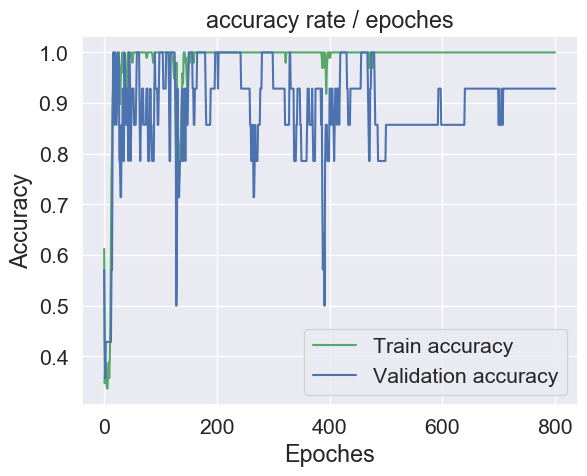 accuracy rate / epoches
1.0
0.9
0.8
0.7
0.6
0.5
0.4
Accuracy
Train accuracy
Validation accuracy
0 200 400 600 800
Epoches